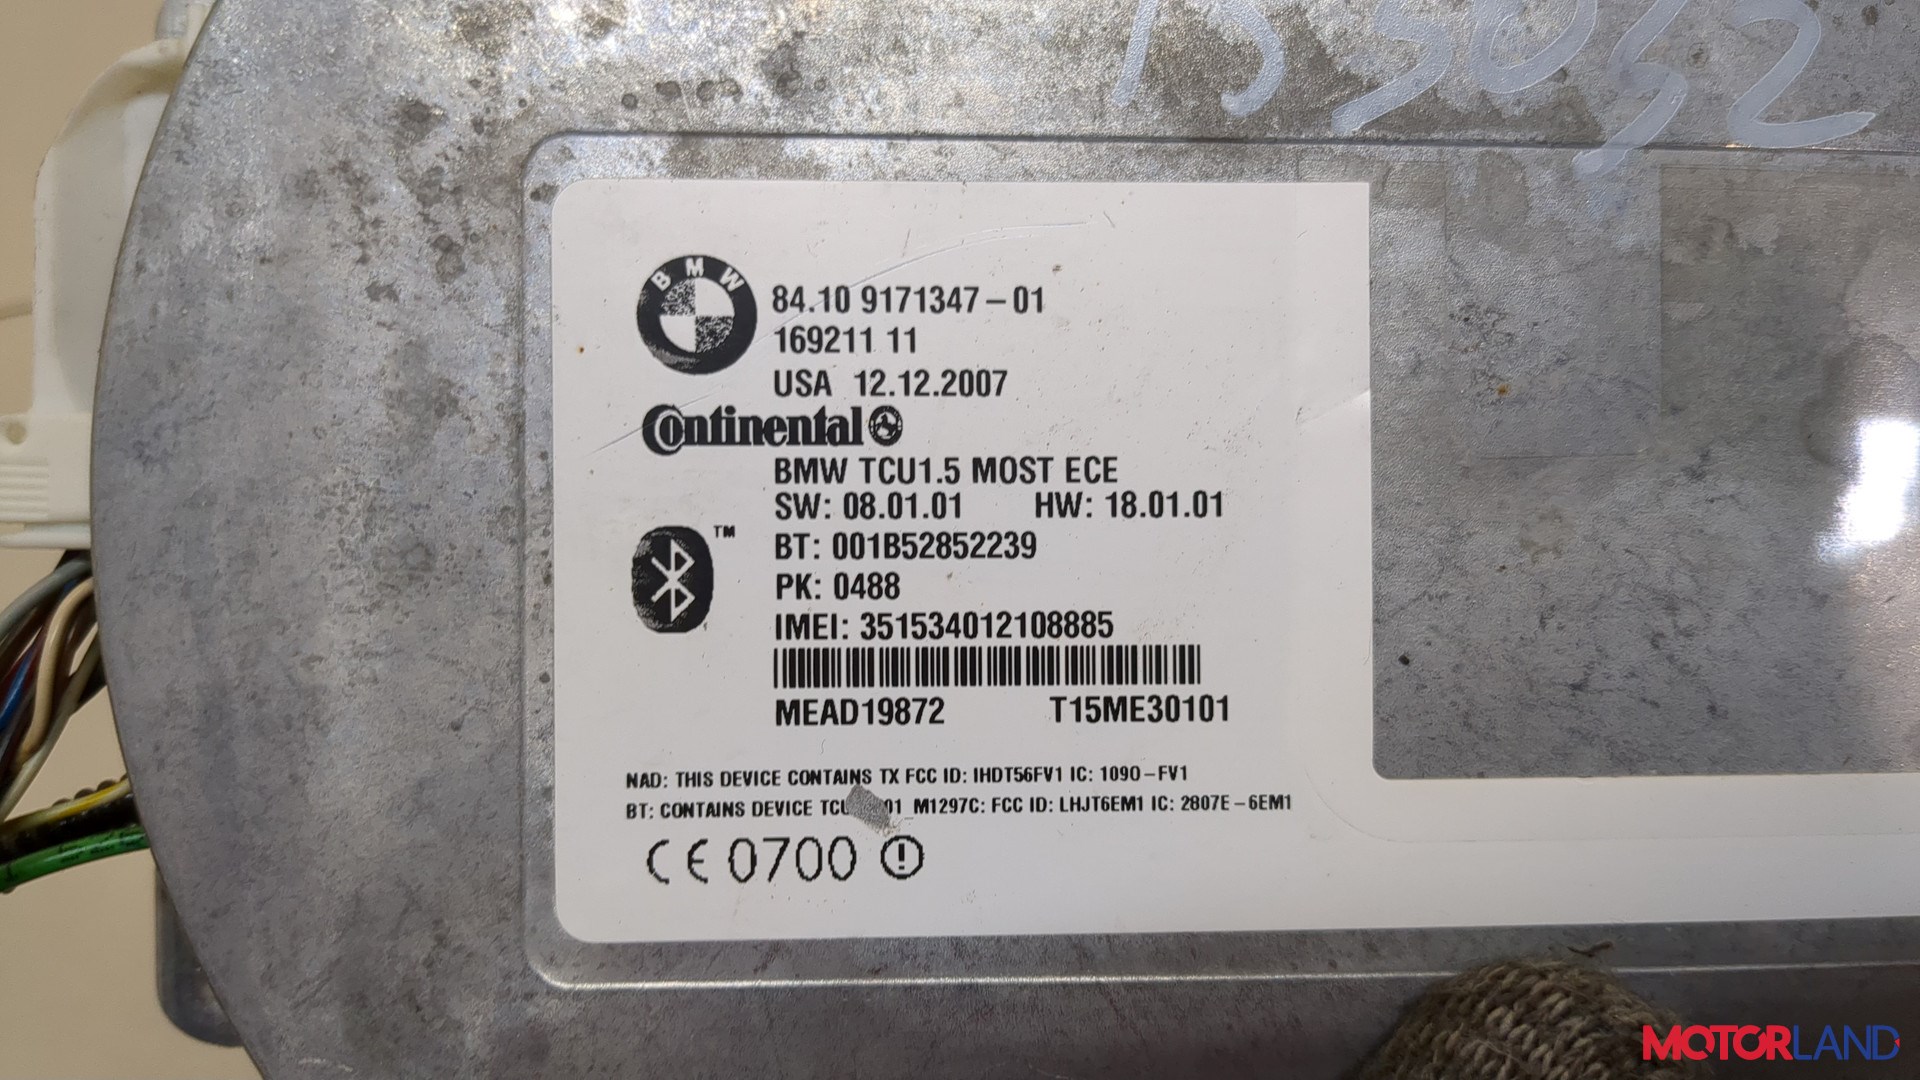 BMW
84.10 9171347-01
169211 11
USA 12.12.2007
Continental
BMW TCU1.5 MOST ECE
SW: 08.01.01 HW: 18.01.01
BT: 001B52852239
™
PK: 0488
IMEI: 351534012108885
MEAD19872 T15ME30101
NAD: THIS DEVICE CONTAINS TX FCC ID: IHDT56FV1 IC: 1090-FV1
BT: CONTAINS DEVICE M1297C: FCC ID: LHJT6EM1 IC: 2807E-6EM1
CE 0700
MOTORLAND